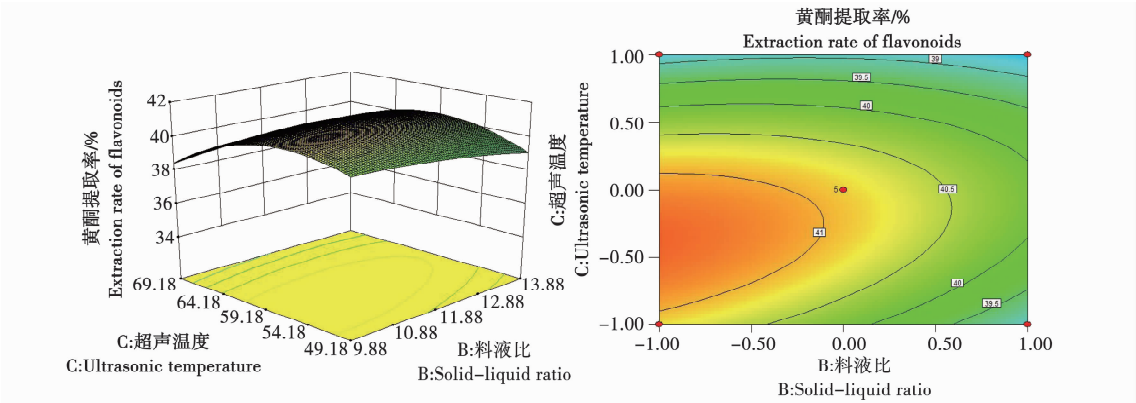 42
40
38
36
34
黄酮提取率/%
Extraction rate of flavonoids
69.18
64.18
59.18
54.18
49.18
9.88
10.88
11.88
12.88
13.88
C:超声温度
C:Ultrasonic temperature
B:料液比
B:Solid-liquid ratio
黄酮提取率/%
Extraction rate of flavonoids
1.00
0.50
0.00
-0.50
-1.00
C:超声温度
C:Ultrasonic temperature
39
39.5
40
40.5
5
41
40
39.5
-1.00
-0.50
0.00
0.50
1.00
B:料液比
B:Solid-liquid ratio